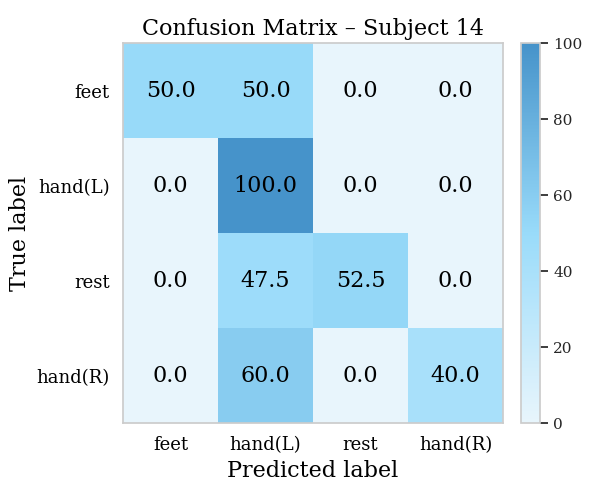 Confusion Matrix – Subject 14
feet 50.0 50.0 0.0 0.0
hand(L) 0.0 100.0 0.0 0.0
rest 0.0 47.5 52.5 0.0
hand(R) 0.0 60.0 0.0 40.0
feet hand(L) rest hand(R)
Predicted label
True label
100
80
60
40
20
0